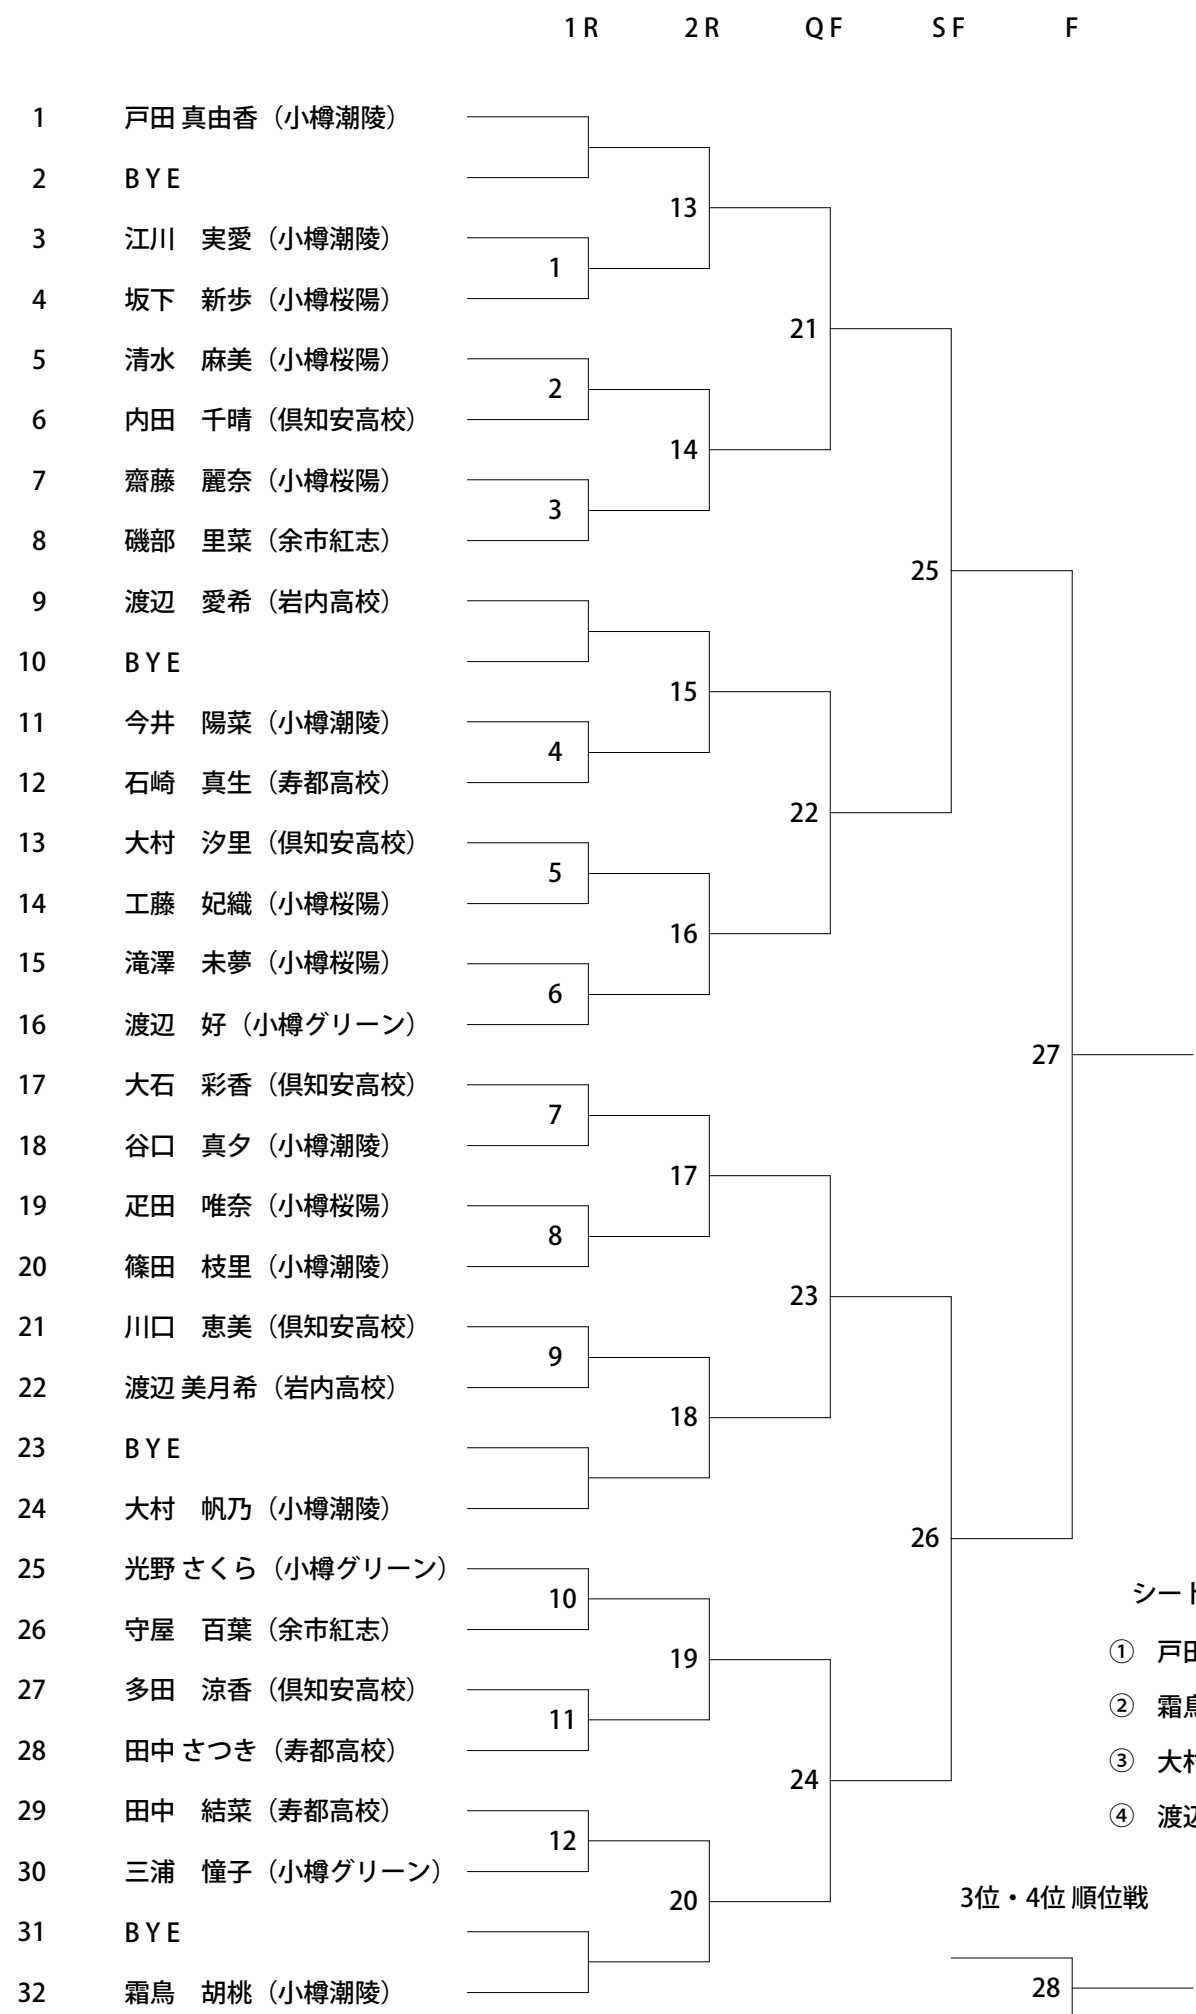 1 R 2 R Q F S F F
1 戸田 真由香（小樽潮陵）
2 B Y E
13
3 江川　実愛（小樽潮陵）
1
4 坂下　新歩（小樽桜陽）
21
5 清水　麻美（小樽桜陽）
2
6 内田　千晴（倶知安高校）
14
7 齋藤　麗奈（小樽桜陽）
3
8 磯部　里菜（余市紅志）
25
9 渡辺　愛希（岩内高校）
10 B Y E
15
11 今井　陽菜（小樽潮陵）
4
12 石崎　真生（寿都高校）
22
13 大村　汐里（倶知安高校）
5
14 工藤　妃織（小樽桜陽）
16
15 滝澤　未夢（小樽桜陽）
6
16 渡辺　好（小樽グリーン）
27
17 大石　彩香（倶知安高校）
7
18 谷口　真夕（小樽潮陵）
17
19 疋田　唯奈（小樽桜陽）
8
20 篠田　枝里（小樽潮陵）
23
21 川口　恵美（倶知安高校）
9
22 渡辺 美月希（岩内高校）
18
23 B Y E
24 大村　帆乃（小樽潮陵）
26
25 光野 さくら（小樽グリーン）
シート
10
26 守屋　百葉（余市紅志）
① 戸田
19
27 多田　涼香（倶知安高校）
② 霜鳥
11
28 田中 さつき（寿都高校）
③ 大村
24
29 田中　結菜（寿都高校）
④ 渡辺
12
30 三浦　憧子（小樽グリーン）
3位・4位 順位戦
20
31 B Y E
28
32 霜鳥　胡桃（小樽潮陵）